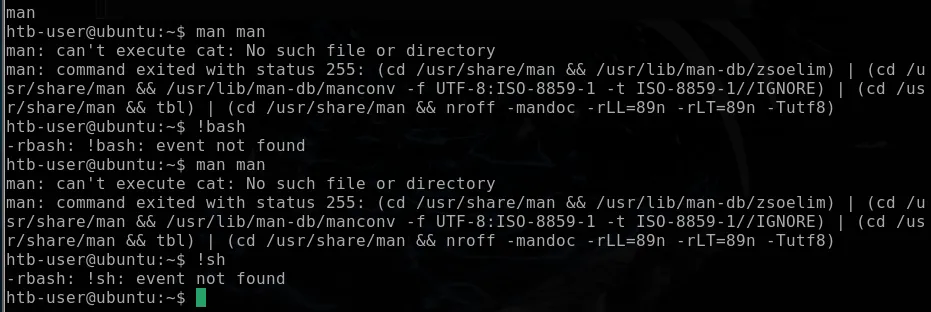 man
htb-user@ubuntu:~$ man man
man: can't execute cat: No such file or directory
man: command exited with status 255: (cd /usr/share/man && /usr/lib/man-db/zsoelim) | (cd /u
sr/share/man && /usr/lib/man-db/manconv -f UTF-8:ISO-8859-1 -t ISO-8859-1//IGNORE) | (cd /us
r/share/man && tbl) | (cd /usr/share/man && nroff -mandoc -rLL=89n -rLT=89n -Tutf8)
htb-user@ubuntu:~$ !bash
-rbash: !bash: event not found
htb-user@ubuntu:~$ man man
man: can't execute cat: No such file or directory
man: command exited with status 255: (cd /usr/share/man && /usr/lib/man-db/zsoelim) | (cd /u
sr/share/man && /usr/lib/man-db/manconv -f UTF-8:ISO-8859-1 -t ISO-8859-1//IGNORE) | (cd /us
r/share/man && tbl) | (cd /usr/share/man && nroff -mandoc -rLL=89n -rLT=89n -Tutf8)
htb-user@ubuntu:~$ !sh
-rbash: !sh: event not found
htb-user@ubuntu:~$